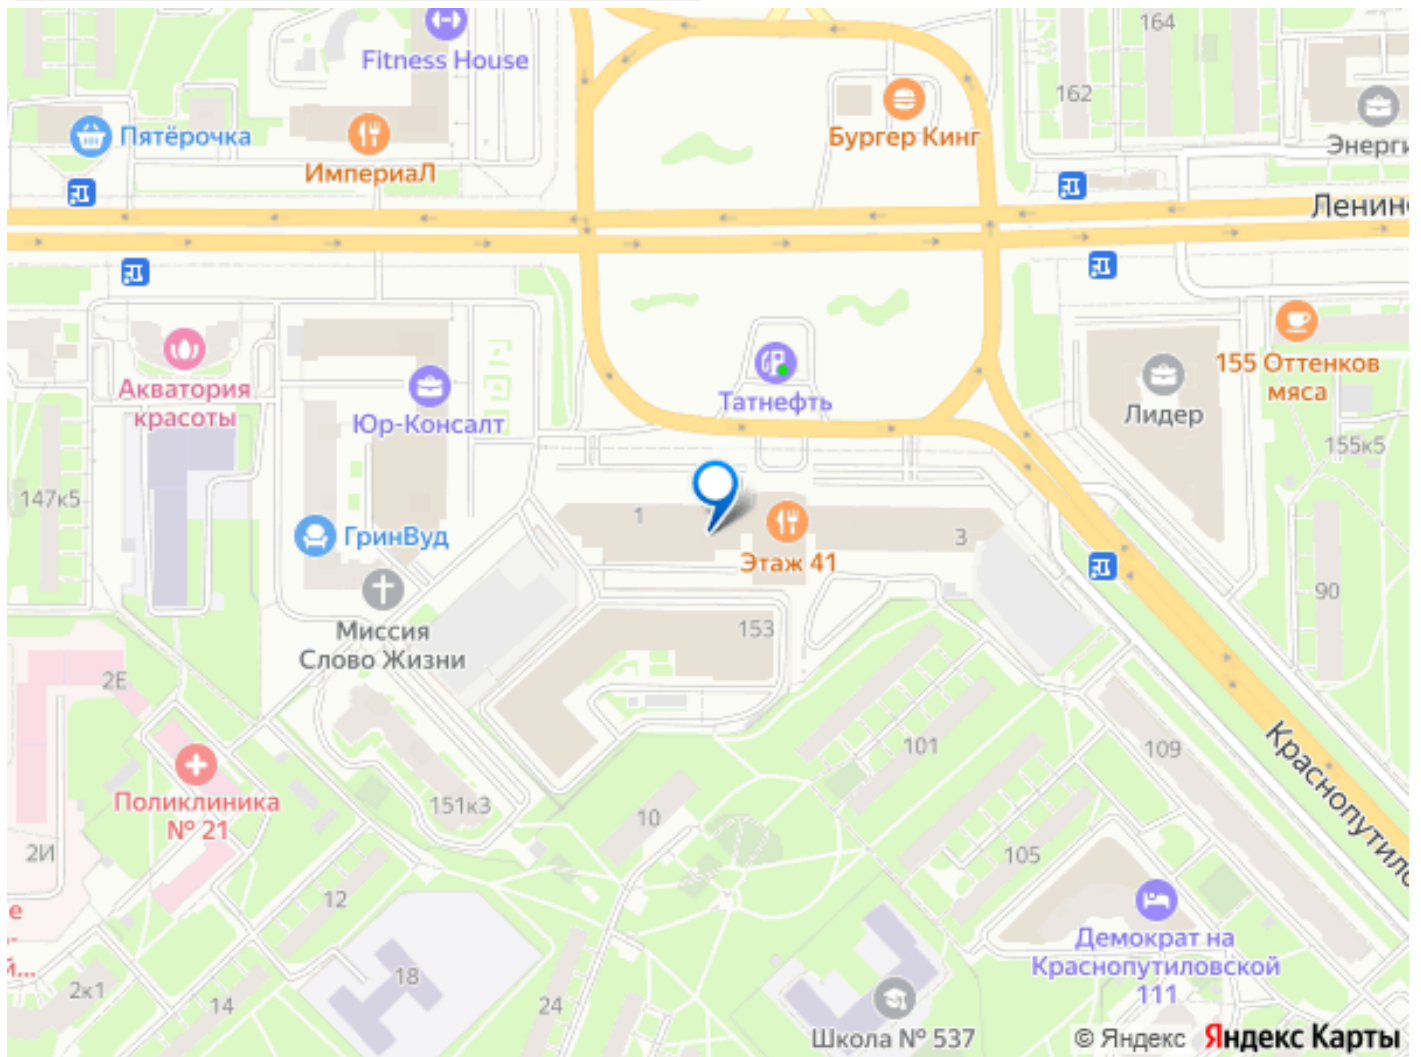 164
Fitness House
162
Бургер Кинг
Пятёрочка
ИмпериаЛ
Энерги
Ленин
155 Оттенков
мяса
Акватория
красоты
Юр-Консалт
Татнефть
Лидер
155к5
147к5
1
3
ГринВуд
Этаж 41
90
Миссия
Слово Жизни
153
2Е
101
109
Краснопутило
Поликлиника
№ 21
151к3
10
2И
105
12
е
Демократ на
Краснопутиловской
111
18
2к1
14
24
Школа № 537
© Яндекс Яндекс Карты